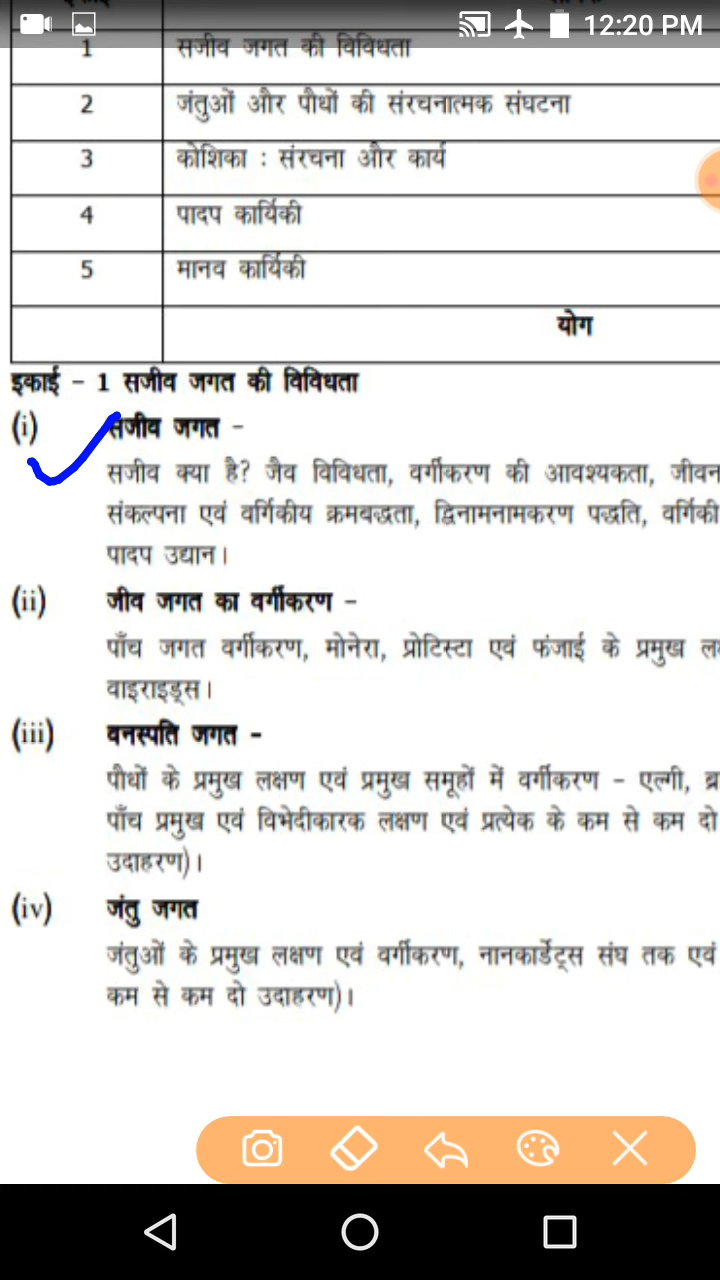 12:20 PM
1 सजीव जगत की विविधता
2 जंतुओं और पौधों की संरचनात्मक संघटना
3 कोशिका : संरचना और कार्य
4 पादप कार्यिकी
5 मानव कार्यिकी
योग
इकाई - 1 सजीव जगत की विविधता
(i) सजीव जगत -
सजीव क्या है? जैव विविधता, वर्गीकरण की आवश्यकता, जीवन
संकल्पना एवं वर्गिकीय क्रमबद्धता, द्विनामनामकरण पद्धति, वर्गिकी
पादप उद्यान।
(ii) जीव जगत का वर्गीकरण -
पाँच जगत वर्गीकरण, मोनेरा, प्रोटिस्टा एवं फंजाई के प्रमुख
वाइराइड्स।
(iii) वनस्पति जगत -
पौधों के प्रमुख लक्षण एवं प्रमुख समूहों में वर्गीकरण - एल्गी,
पाँच प्रमुख एवं विभेदीकारक लक्षण एवं प्रत्येक के कम से कम दो
उदाहरण)।
(iv) जंतु जगत
जंतुओं के प्रमुख लक्षण एवं वर्गीकरण, नानकार्डेट्स संघ तक एवं
कम से कम दो उदाहरण)।